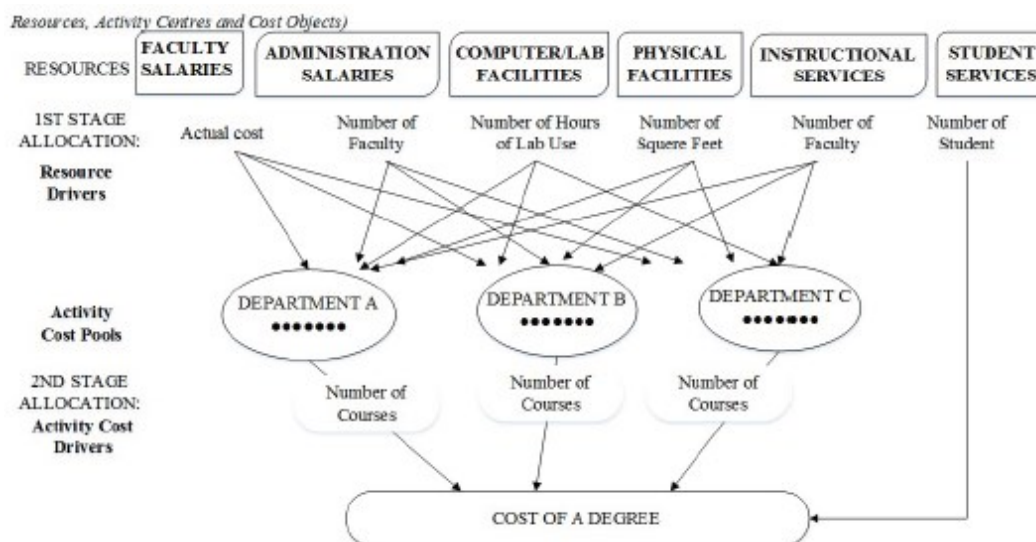 Resources, Activity Centres and Cost Objects)
RESOURCES
FACULTY
SALARIES
ADMINISTRATION
SALARIES
COMPUTER/LAB
FACILITIES
PHYSICAL
FACILITIES
INSTRUCTIONAL
SERVICES
STUDENT
SERVICES
1ST STAGE
ALLOCATION:
Resource
Drivers
Actual cost
Number of
Faculty
Number of Hours
of Lab Use
Number of
Squere Feet
Number of
Faculty
Number of
Student
Activity
Cost Pools
DEPARTMENT A
DEPARTMENT B
DEPARTMENT C
2ND STAGE
ALLOCATION:
Activity Cost
Drivers
Number of
Courses
Number of
Courses
Number of
Courses
COST OF A DEGREE